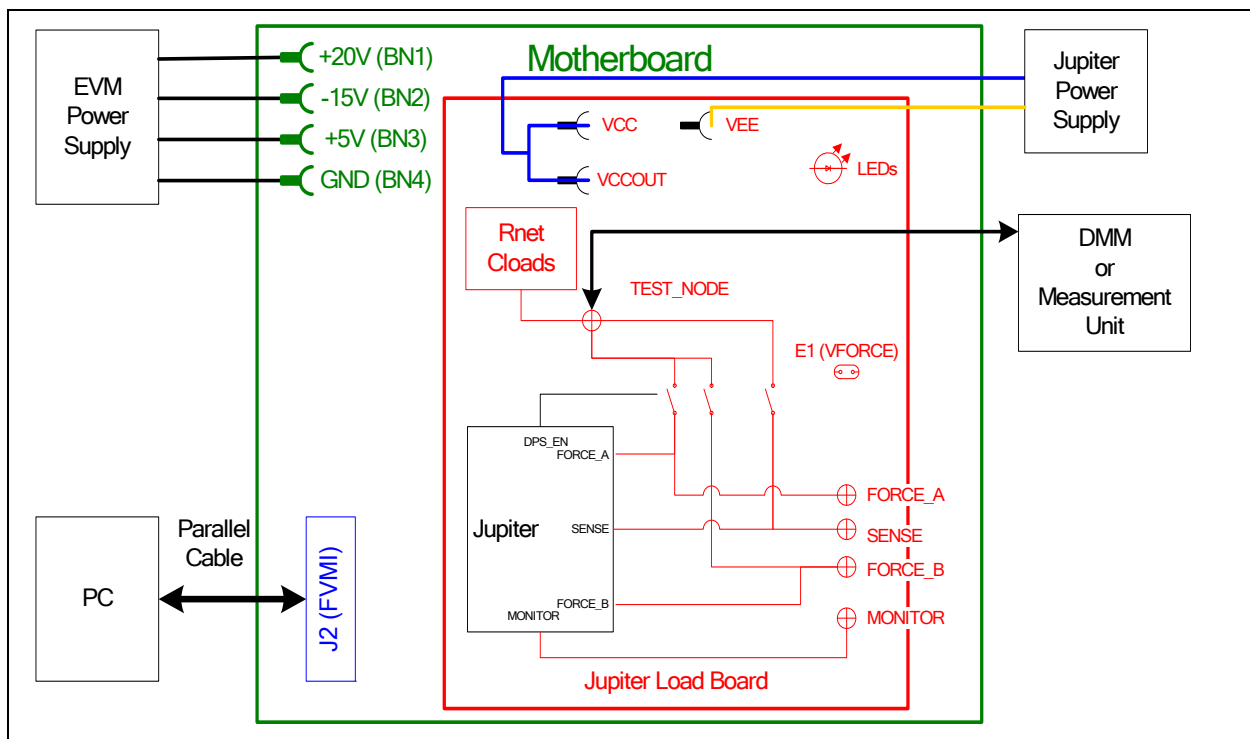 EVM
Power
Supply
+20V (BN1)
-15V (BN2)
+5V (BN3)
GND (BN4)
Motherboard
Jupiter
Power
Supply
VCC
VEE
VCCOUT
LEDs
Rnet
Cloads
TEST_NODE
DMM
or
Measurement
Unit
E1 (VFORCE)
DPS_EN
FORCE_A
Jupiter
SENSE
FORCE_B
MONITOR
FORCE_A
SENSE
FORCE_B
MONITOR
Jupiter Load Board
PC
Parallel
Cable
J2 (FVMI)